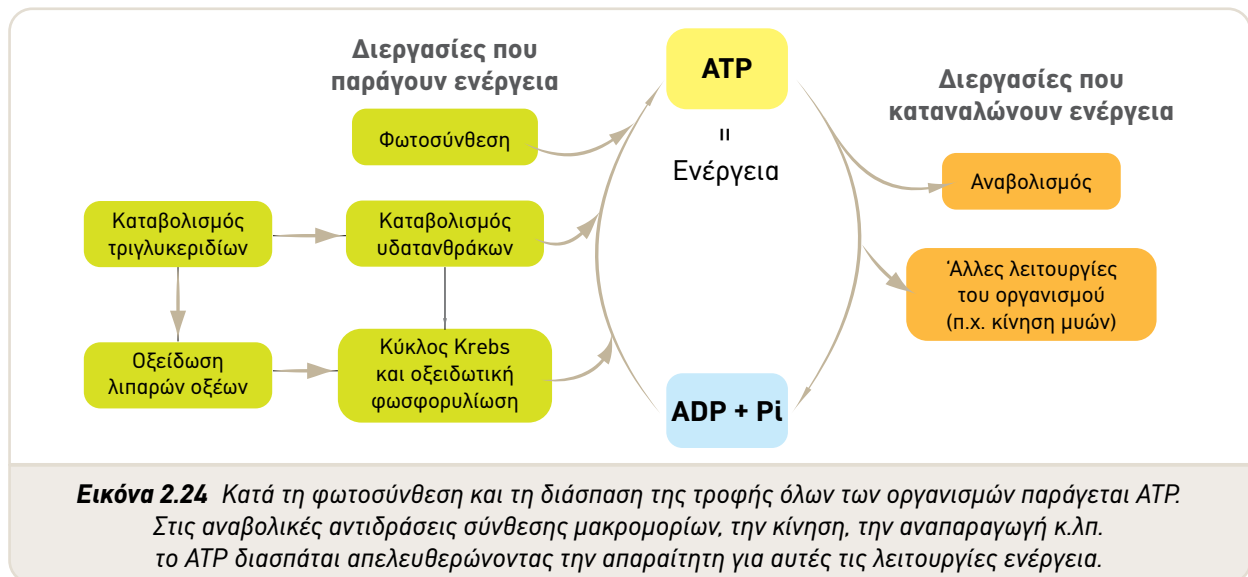 Διεργασίες που
παράγουν ενέργεια
ATP
=
Ενέργεια
Διεργασίες που
καταναλώνουν ενέργεια
Φωτοσύνθεση
Αναβολισμός
Καταβολισμός
τριγλυκεριδίων
Καταβολισμός
υδατανθράκων
Άλλες λειτουργίες
του οργανισμού
(π.χ. κίνηση μυών)
Οξείδωση
λιπαρών οξέων
Κύκλος Krebs
και οξειδωτική
φωσφορυλίωση
ADP + Pi
Εικόνα 2.24 Κατά τη φωτοσύνθεση και τη διάσπαση της τροφής όλων των οργανισμών παράγεται ATP.
Στις αναβολικές αντιδράσεις σύνθεσης μακρομορίων, την κίνηση, την αναπαραγωγή κ.λπ.
το ATP διασπάται απελευθερώνοντας την απαραίτητη για αυτές τις λειτουργίες ενέργεια.